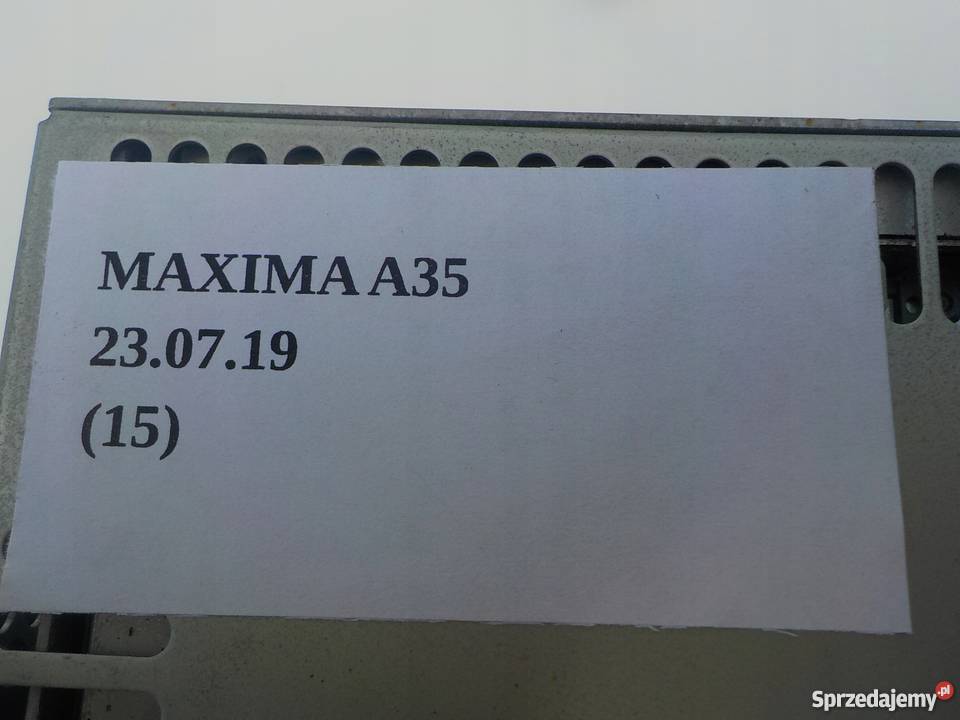 MAXIMA A35
23.07.19
(15)
Sprzedajemy.pl